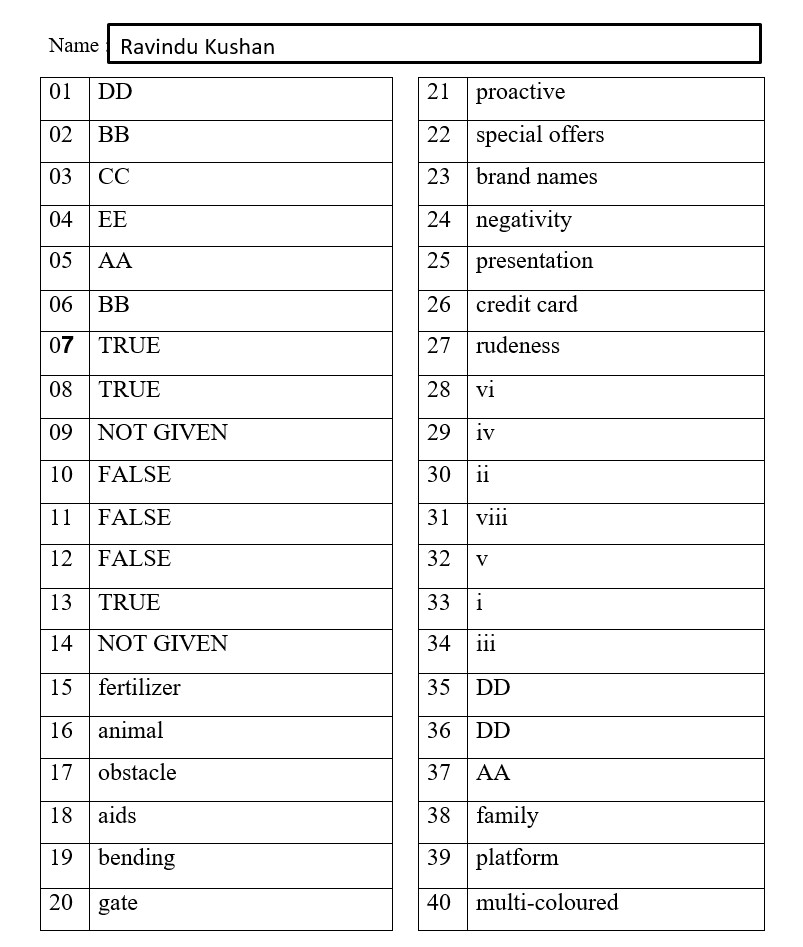 Name : Ravindu Kushan
01 DD
02 BB
03 CC
04 EE
05 AA
06 BB
07 TRUE
08 TRUE
09 NOT GIVEN
10 FALSE
11 FALSE
12 FALSE
13 TRUE
14 NOT GIVEN
15 fertilizer
16 animal
17 obstacle
18 aids
19 bending
20 gate
21 proactive
22 special offers
23 brand names
24 negativity
25 presentation
26 credit card
27 rudeness
28 vi
29 iv
30 ii
31 viii
32 v
33 i
34 iii
35 DD
36 DD
37 AA
38 family
39 platform
40 multi-coloured